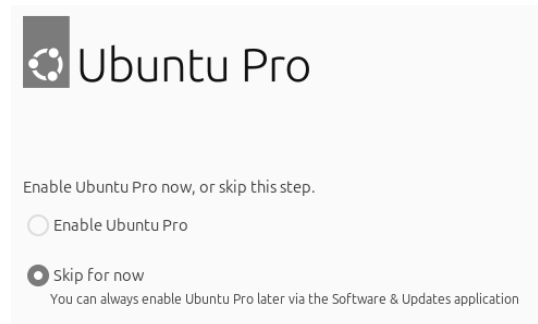 Ubuntu Pro
Enable Ubuntu Pro now, or skip this step.
Enable Ubuntu Pro
Skip for now
You can always enable Ubuntu Pro later via the Software & Updates application